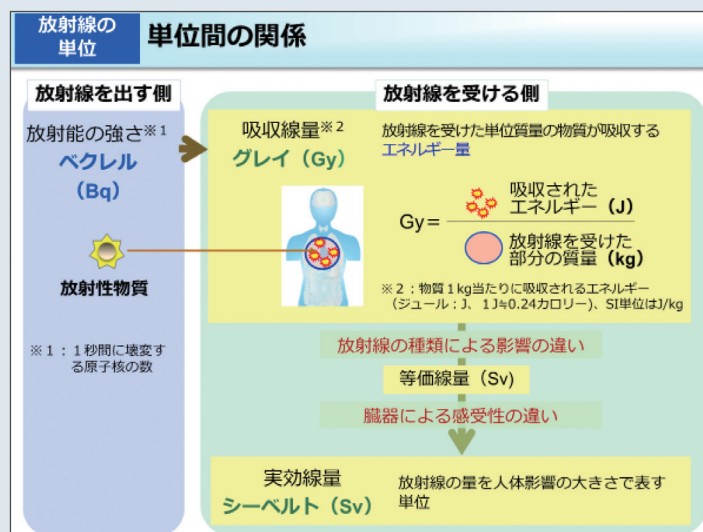 放射線の
単位
単位間の関係
放射線を出す側
放射能の強さ※1
ベクレル
（Bq）
放射性物質
※1：1秒間に壊変す
る原子核の数
放射線を受ける側
吸収線量※2
グレイ（Gy）
放射線を受けた単位質量の物質が吸収する
エネルギー量
Gy＝
吸収された
エネルギー（J）
放射線を受けた
部分の質量（kg）
※2：物質1kg当たりに吸収されるエネルギー
（ジュール：J、1J≒0.24カロリー）、SI単位はJ/kg
放射線の種類による影響の違い
等価線量（Sv）
臓器による感受性の違い
実効線量
シーベルト（Sv）
放射線の量を人体影響の大きさで表す
単位